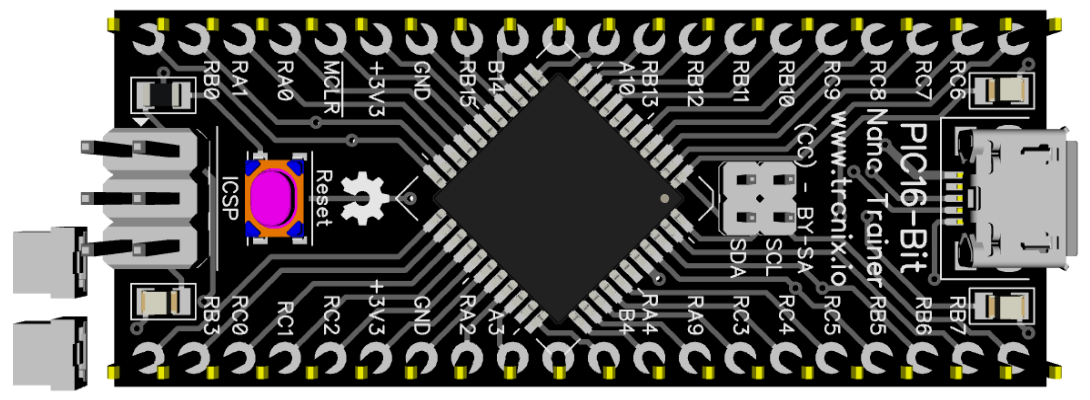 RB0
RA1
RA0
MCLR
+3V3
GND
RB15
B14
A10
RB13
RB12
RB11
RB10
RC9
RC8
RC7
RC6
ICSP
Reset
SDA
SCL
(CC) - BY-SA
www.trcnix.io
Nano Trainer
PIC16-Bit
RB3
RC0
RC1
RC2
+3V3
GND
RA2
A3
B4
RA4
RA9
RC3
RC4
RC5
RB5
RB6
RB7